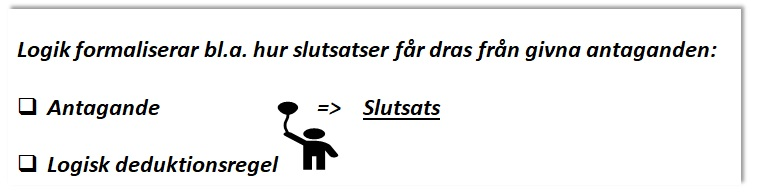 Logik formaliserar bl.a. hur slutsatser får dras från givna antaganden:
❑ Antagande => Slutsats
❑ Logisk deduktionsregel